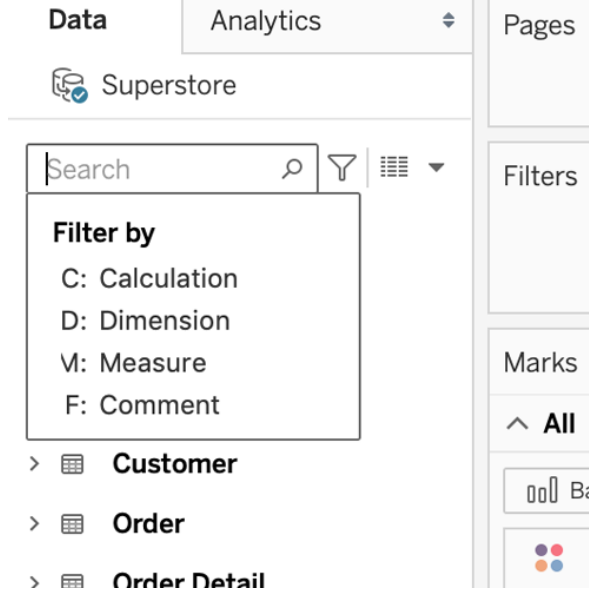 Data
Analytics
Superstore
Search
Filter by
C: Calculation
D: Dimension
M: Measure
F: Comment
Customer
Order
Order Detail
Pages
Filters
Marks
All